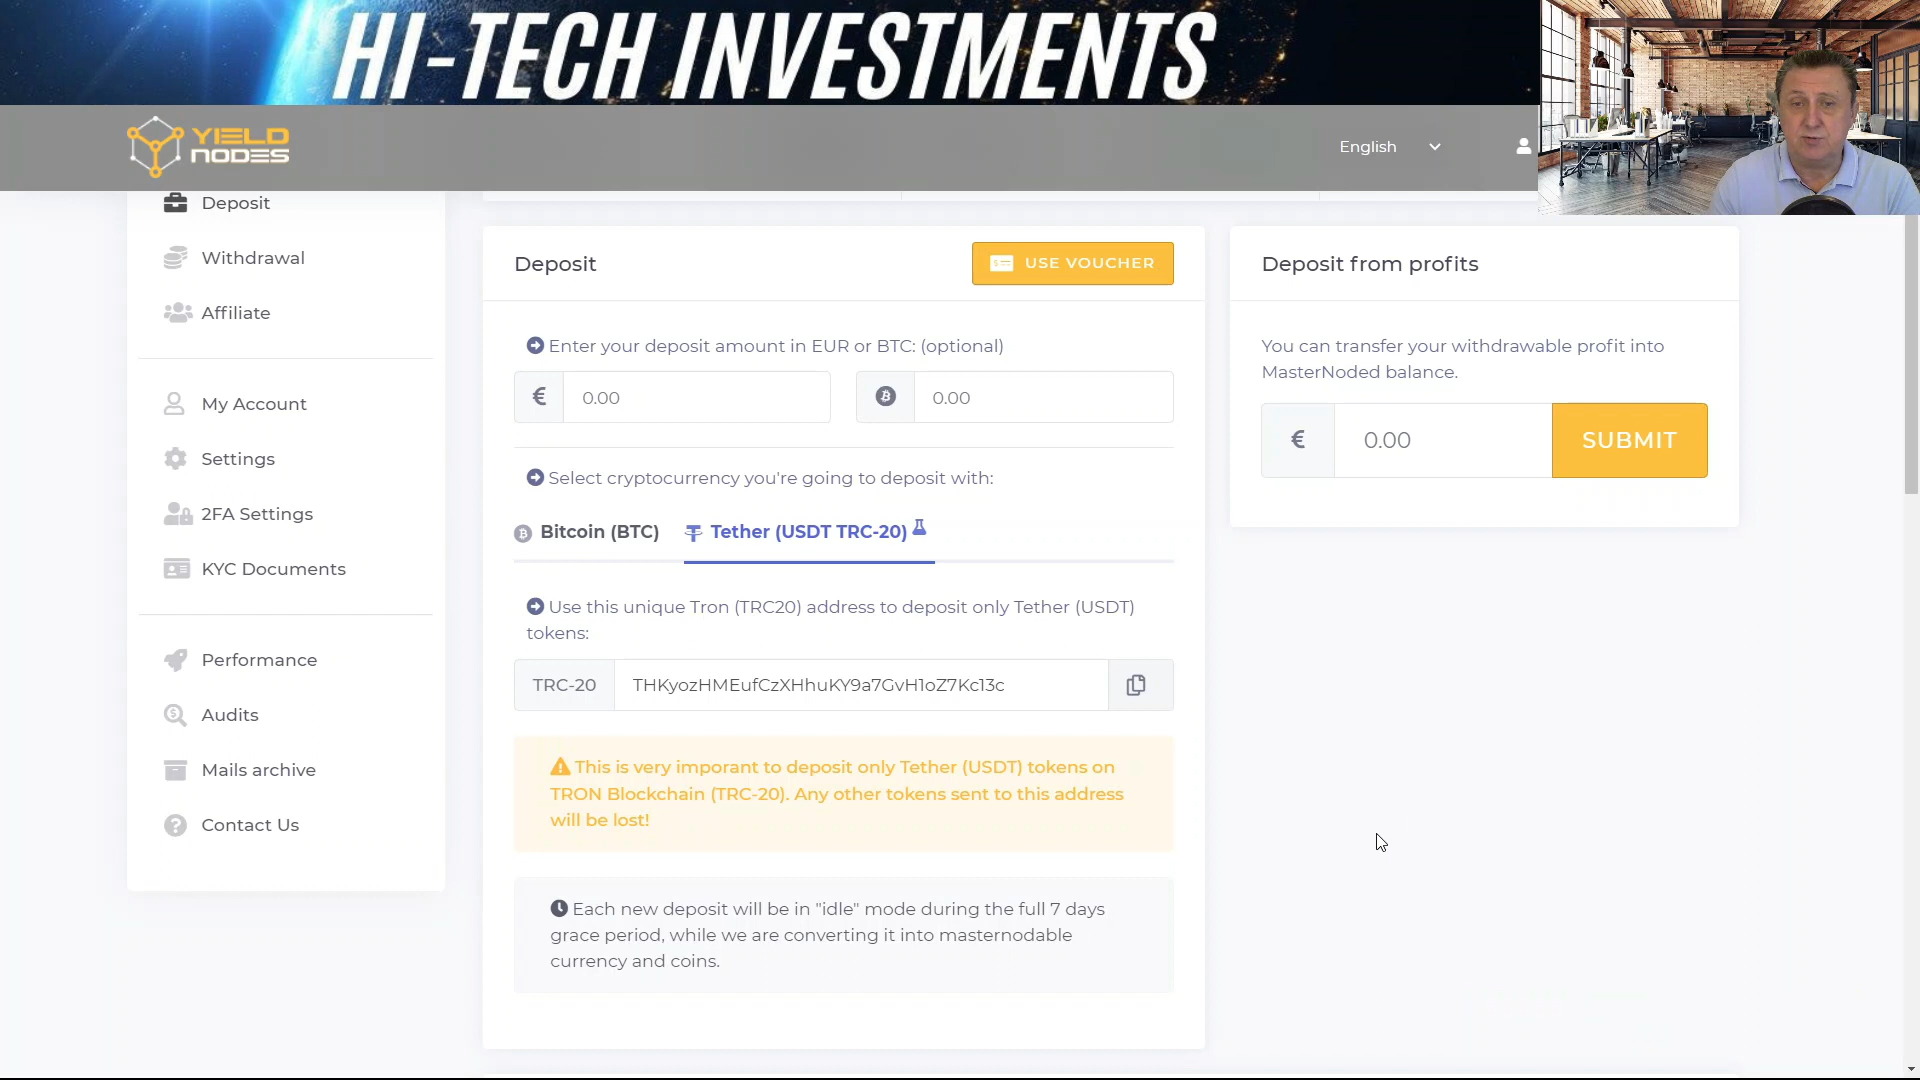 HI-TECH INVESTMENTS
YIELD
NODES
English
Deposit
Withdrawal
Affiliate
My Account
Settings
2FA Settings
KYC Documents
Performance
Audits
Mails archive
Contact Us
Deposit
USE VOUCHER
Enter your deposit amount in EUR or BTC: (optional)
€ 0.00
0.00
Select cryptocurrency you're going to deposit with:
Bitcoin (BTC) Tether (USDT TRC-20)
Use this unique Tron (TRC20) address to deposit only Tether (USDT)
tokens:
TRC-20 THKyozHMEufCzXHhuKY9a7GvH1oZ7Kc13c
This is very imporant to deposit only Tether (USDT) tokens on
TRON Blockchain (TRC-20). Any other tokens sent to this address
will be lost!
Each new deposit will be in "idle" mode during the full 7 days
grace period, while we are converting it into masternodable
currency and coins.
Deposit from profits
You can transfer your withdrawable profit into
MasterNoded balance.
€ 0.00 SUBMIT